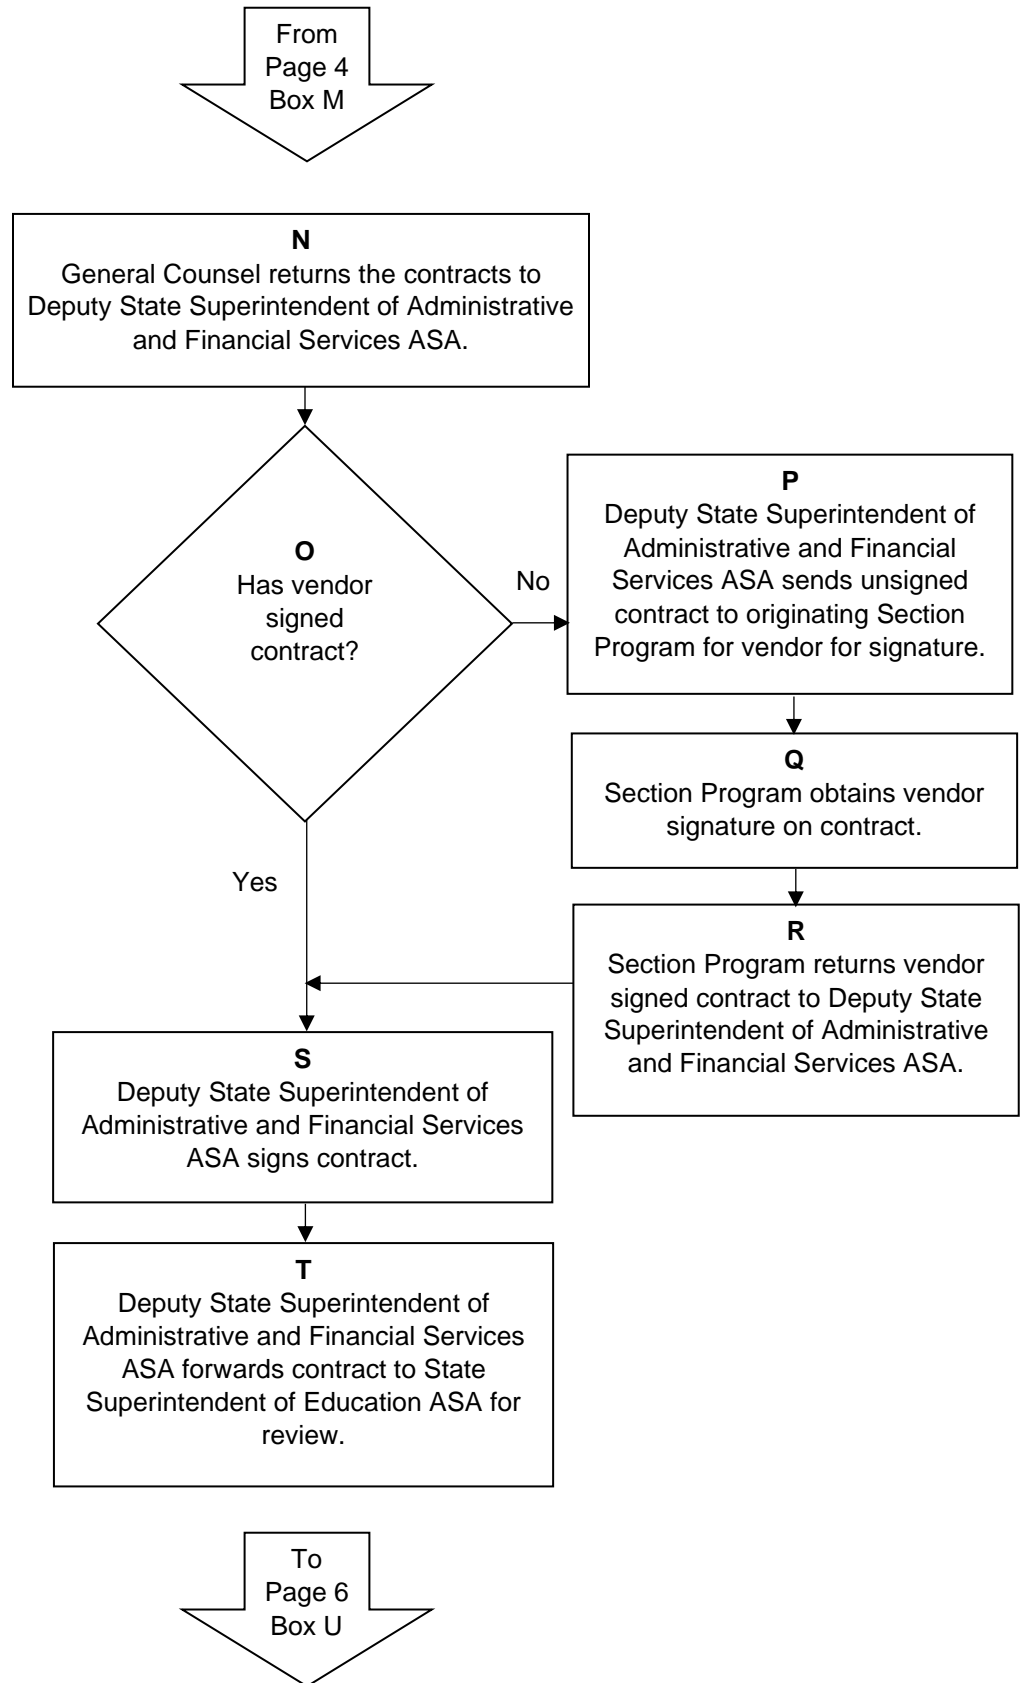 From
Page 4
Box M
N
General Counsel returns the contracts to
Deputy State Superintendent of Administrative
and Financial Services ASA.
O
Has vendor
signed
contract?
No
P
Deputy State Superintendent of
Administrative and Financial
Services ASA sends unsigned
contract to originating Section
Program for vendor for signature.
Q
Section Program obtains vendor
signature on contract.
Yes
R
Section Program returns vendor
signed contract to Deputy State
Superintendent of Administrative
and Financial Services ASA.
S
Deputy State Superintendent of
Administrative and Financial Services
ASA signs contract.
T
Deputy State Superintendent of
Administrative and Financial Services
ASA forwards contract to State
Superintendent of Education ASA for
review.
To
Page 6
Box U